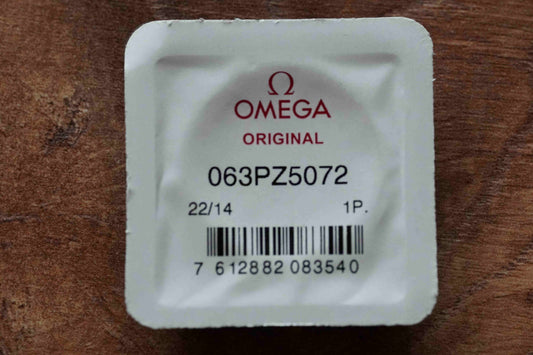 Ω
OMEGA
ORIGINAL
063PZ5072
22/14 1P.
7 612882 083540